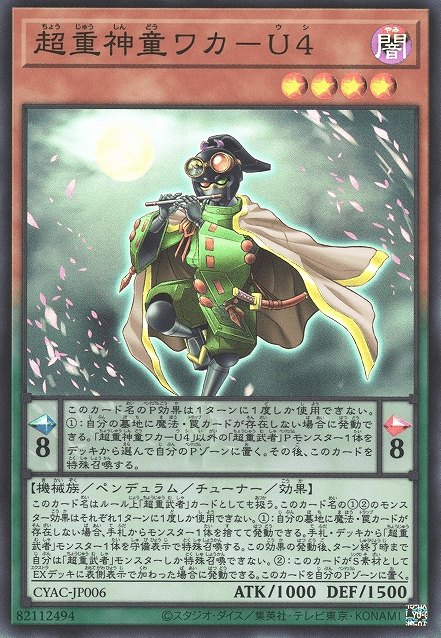 超重神童ワカーU4
闇
このカード名のP効果は1ターンに1度しか使用できない。
①:自分の墓地に魔法・罠カードが存在しない場合に発動で
きる。「超重神童ワカーU4」以外の「超重武者」Pモンスター1体を
デッキから選んで自分のPゾーンに置く。その後、このカードを
特殊召喚する。
8
8
【機械族/ペンデュラム/チューナー/効果】
このカード名はルール上「超重武者」カードとしても扱う。このカード名の①②のモンス
ター効果はそれぞれ1ターンに1度しか使用できない。①:自分の墓地に魔法・罠カードが存
在しない場合、手札からモンスター1体を捨てて発動できる。手札・デッキから「超重
武者」モンスター1体を守備表示で特殊召喚する。この効果の発動後、ターン終了時まで
自分は「超重武者」モンスターしか特殊召喚できない。②:このカードがS素材として
EXデッキに表側表示で加わった場合に発動できる。このカードを自分のPゾーンに置く。
CYAC-JP006
ATK/1000
DEF/1500
82112494
©スタジオ・ダイス/集英社・テレビ東京・KONAMI